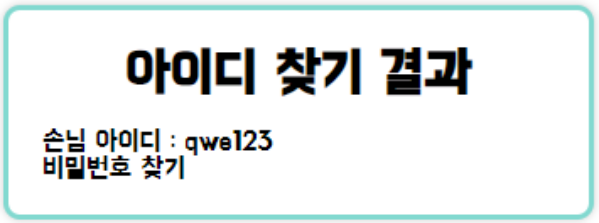 아이디 찾기 결과
손님 아이디 : qwe123
비밀번호 찾기